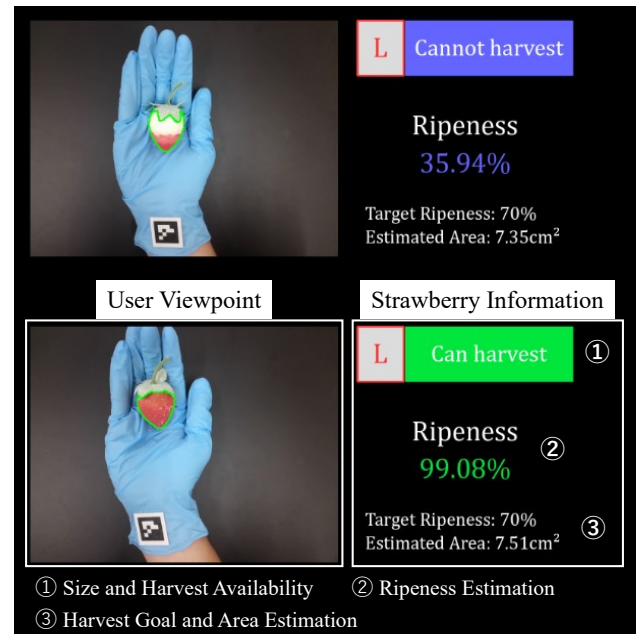 L Cannot harvest
Ripeness
35.94%
Target Ripeness: 70%
Estimated Area: 7.35cm²
User Viewpoint
Strawberry Information
L Can harvest ①
Ripeness
99.08% ②
Target Ripeness: 70%
Estimated Area: 7.51cm² ③
① Size and Harvest Availability ② Ripeness Estimation
③ Harvest Goal and Area Estimation